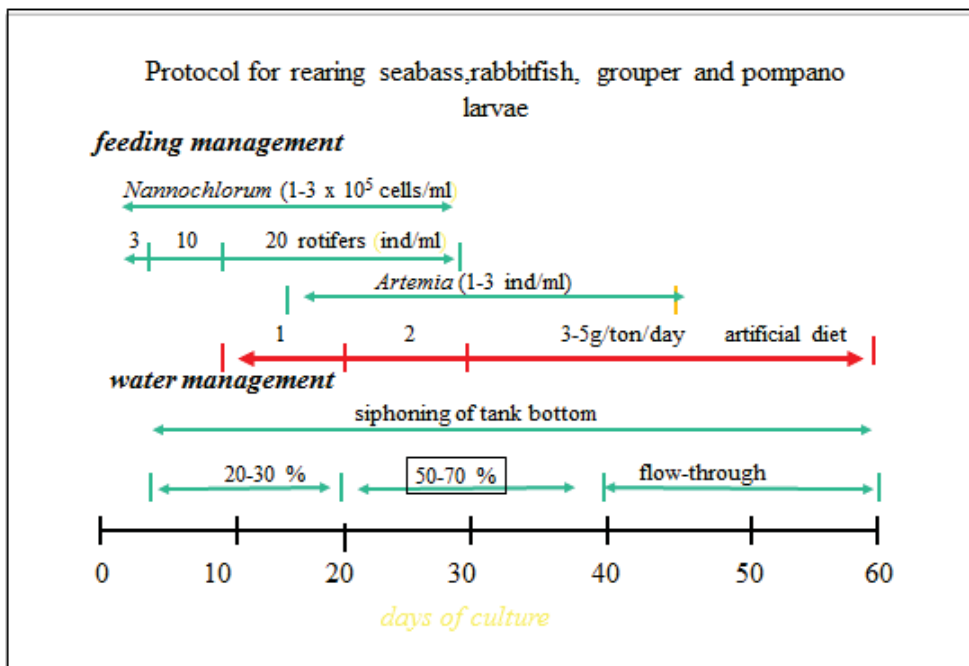 Protocol for rearing seabass,rabbitfish, grouper and pompano
larvae
feeding management
Nannochlorum (1-3 x 10⁵ cells/ml)
3 10 20 rotifers (ind/ml)
Artemia (1-3 ind/ml)
1 2 3-5g/ton/day artificial diet
water management
siphoning of tank bottom
20-30 % 50-70 % flow-through
0 10 20 30 40 50 60
days of culture